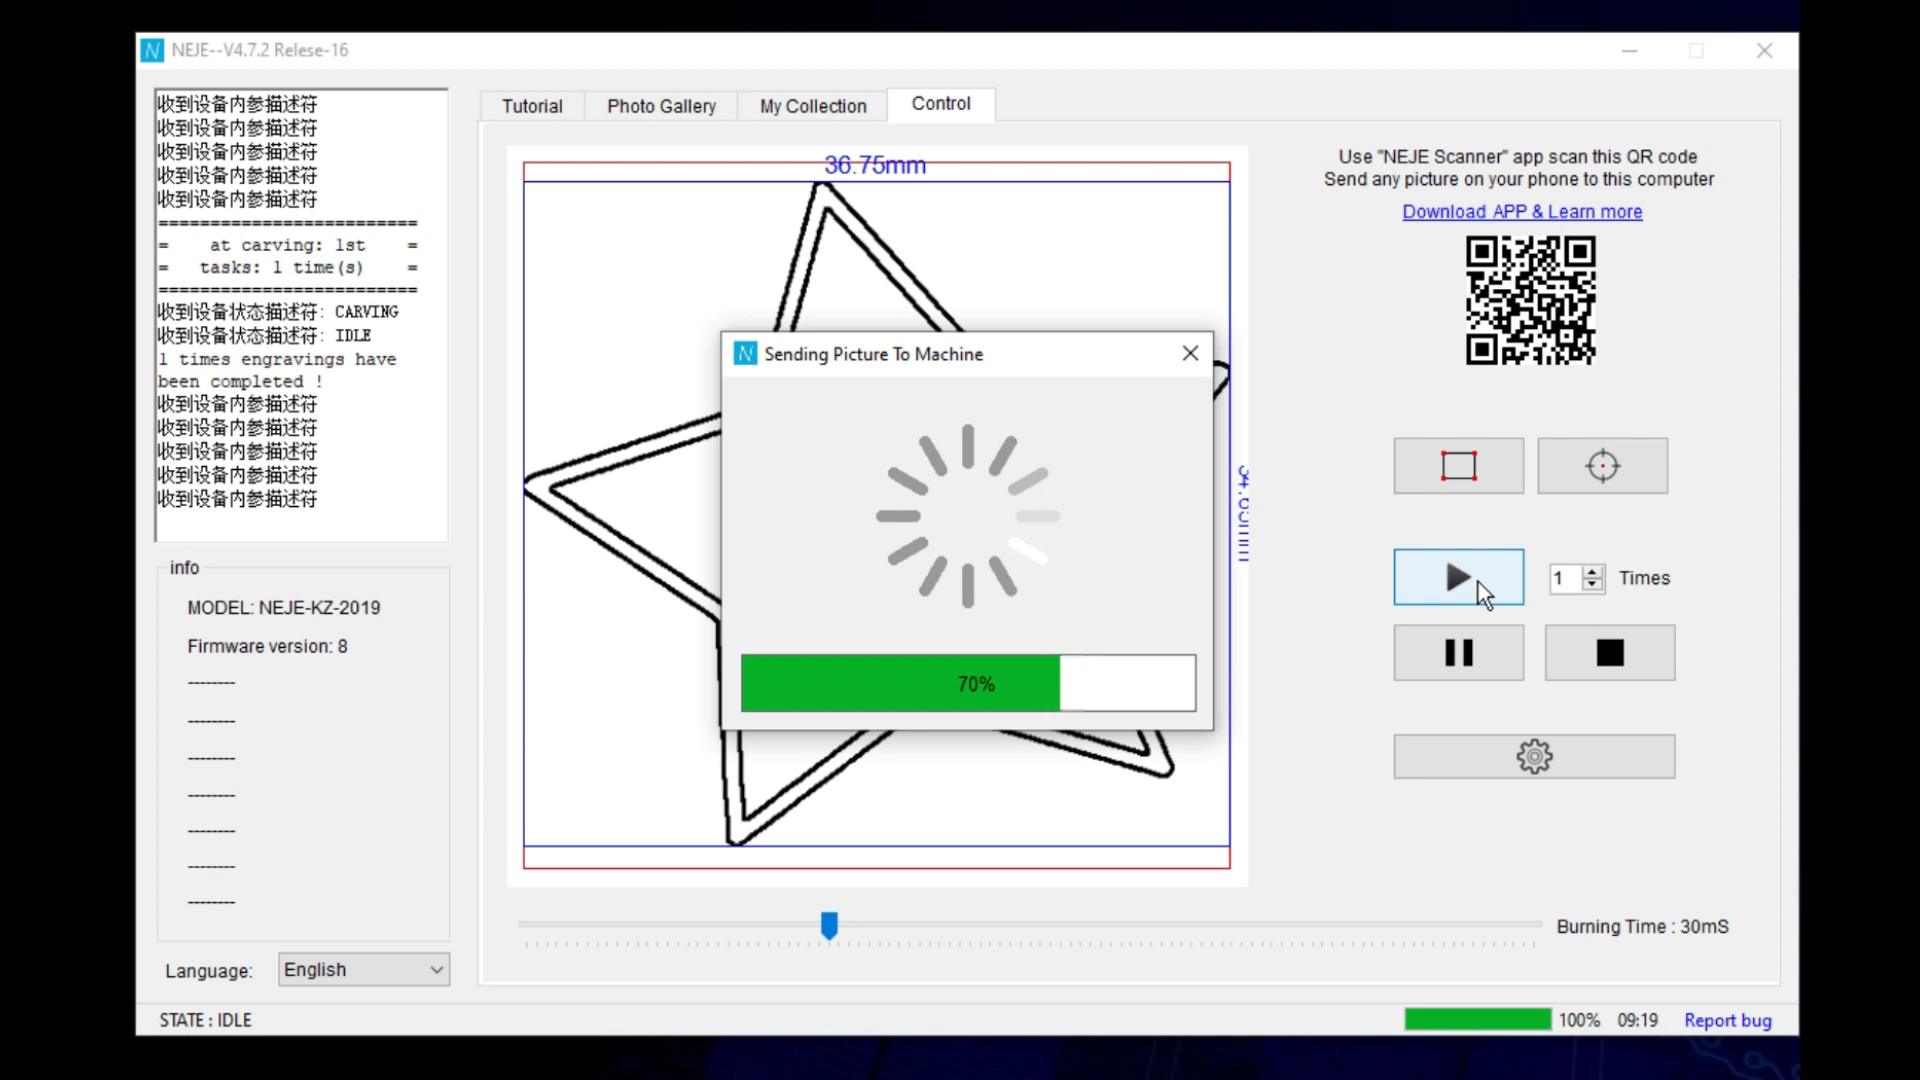 NEJE--V4.7.2 Relese-16
收到设备内参描述符
收到设备内参描述符
收到设备内参描述符
收到设备内参描述符
收到设备内参描述符
=========================
= at carving: 1st =
= tasks: 1 time(s) =
=========================
收到设备状态描述符: CARVING
收到设备状态描述符: IDLE
1 times engravings have
been completed !
收到设备内参描述符
收到设备内参描述符
收到设备内参描述符
收到设备内参描述符
收到设备内参描述符
info
MODEL: NEJE-KZ-2019
Firmware version: 8
--------
--------
--------
--------
--------
--------
--------
Language: English
STATE : IDLE
Tutorial
Photo Gallery
My Collection
Control
36.75mm
Sending Picture To Machine
70%
Use "NEJE Scanner" app scan this QR code
Send any picture on your phone to this computer
Download APP & Learn more
1 Times
Burning Time : 30mS
100% 09:19 Report bug